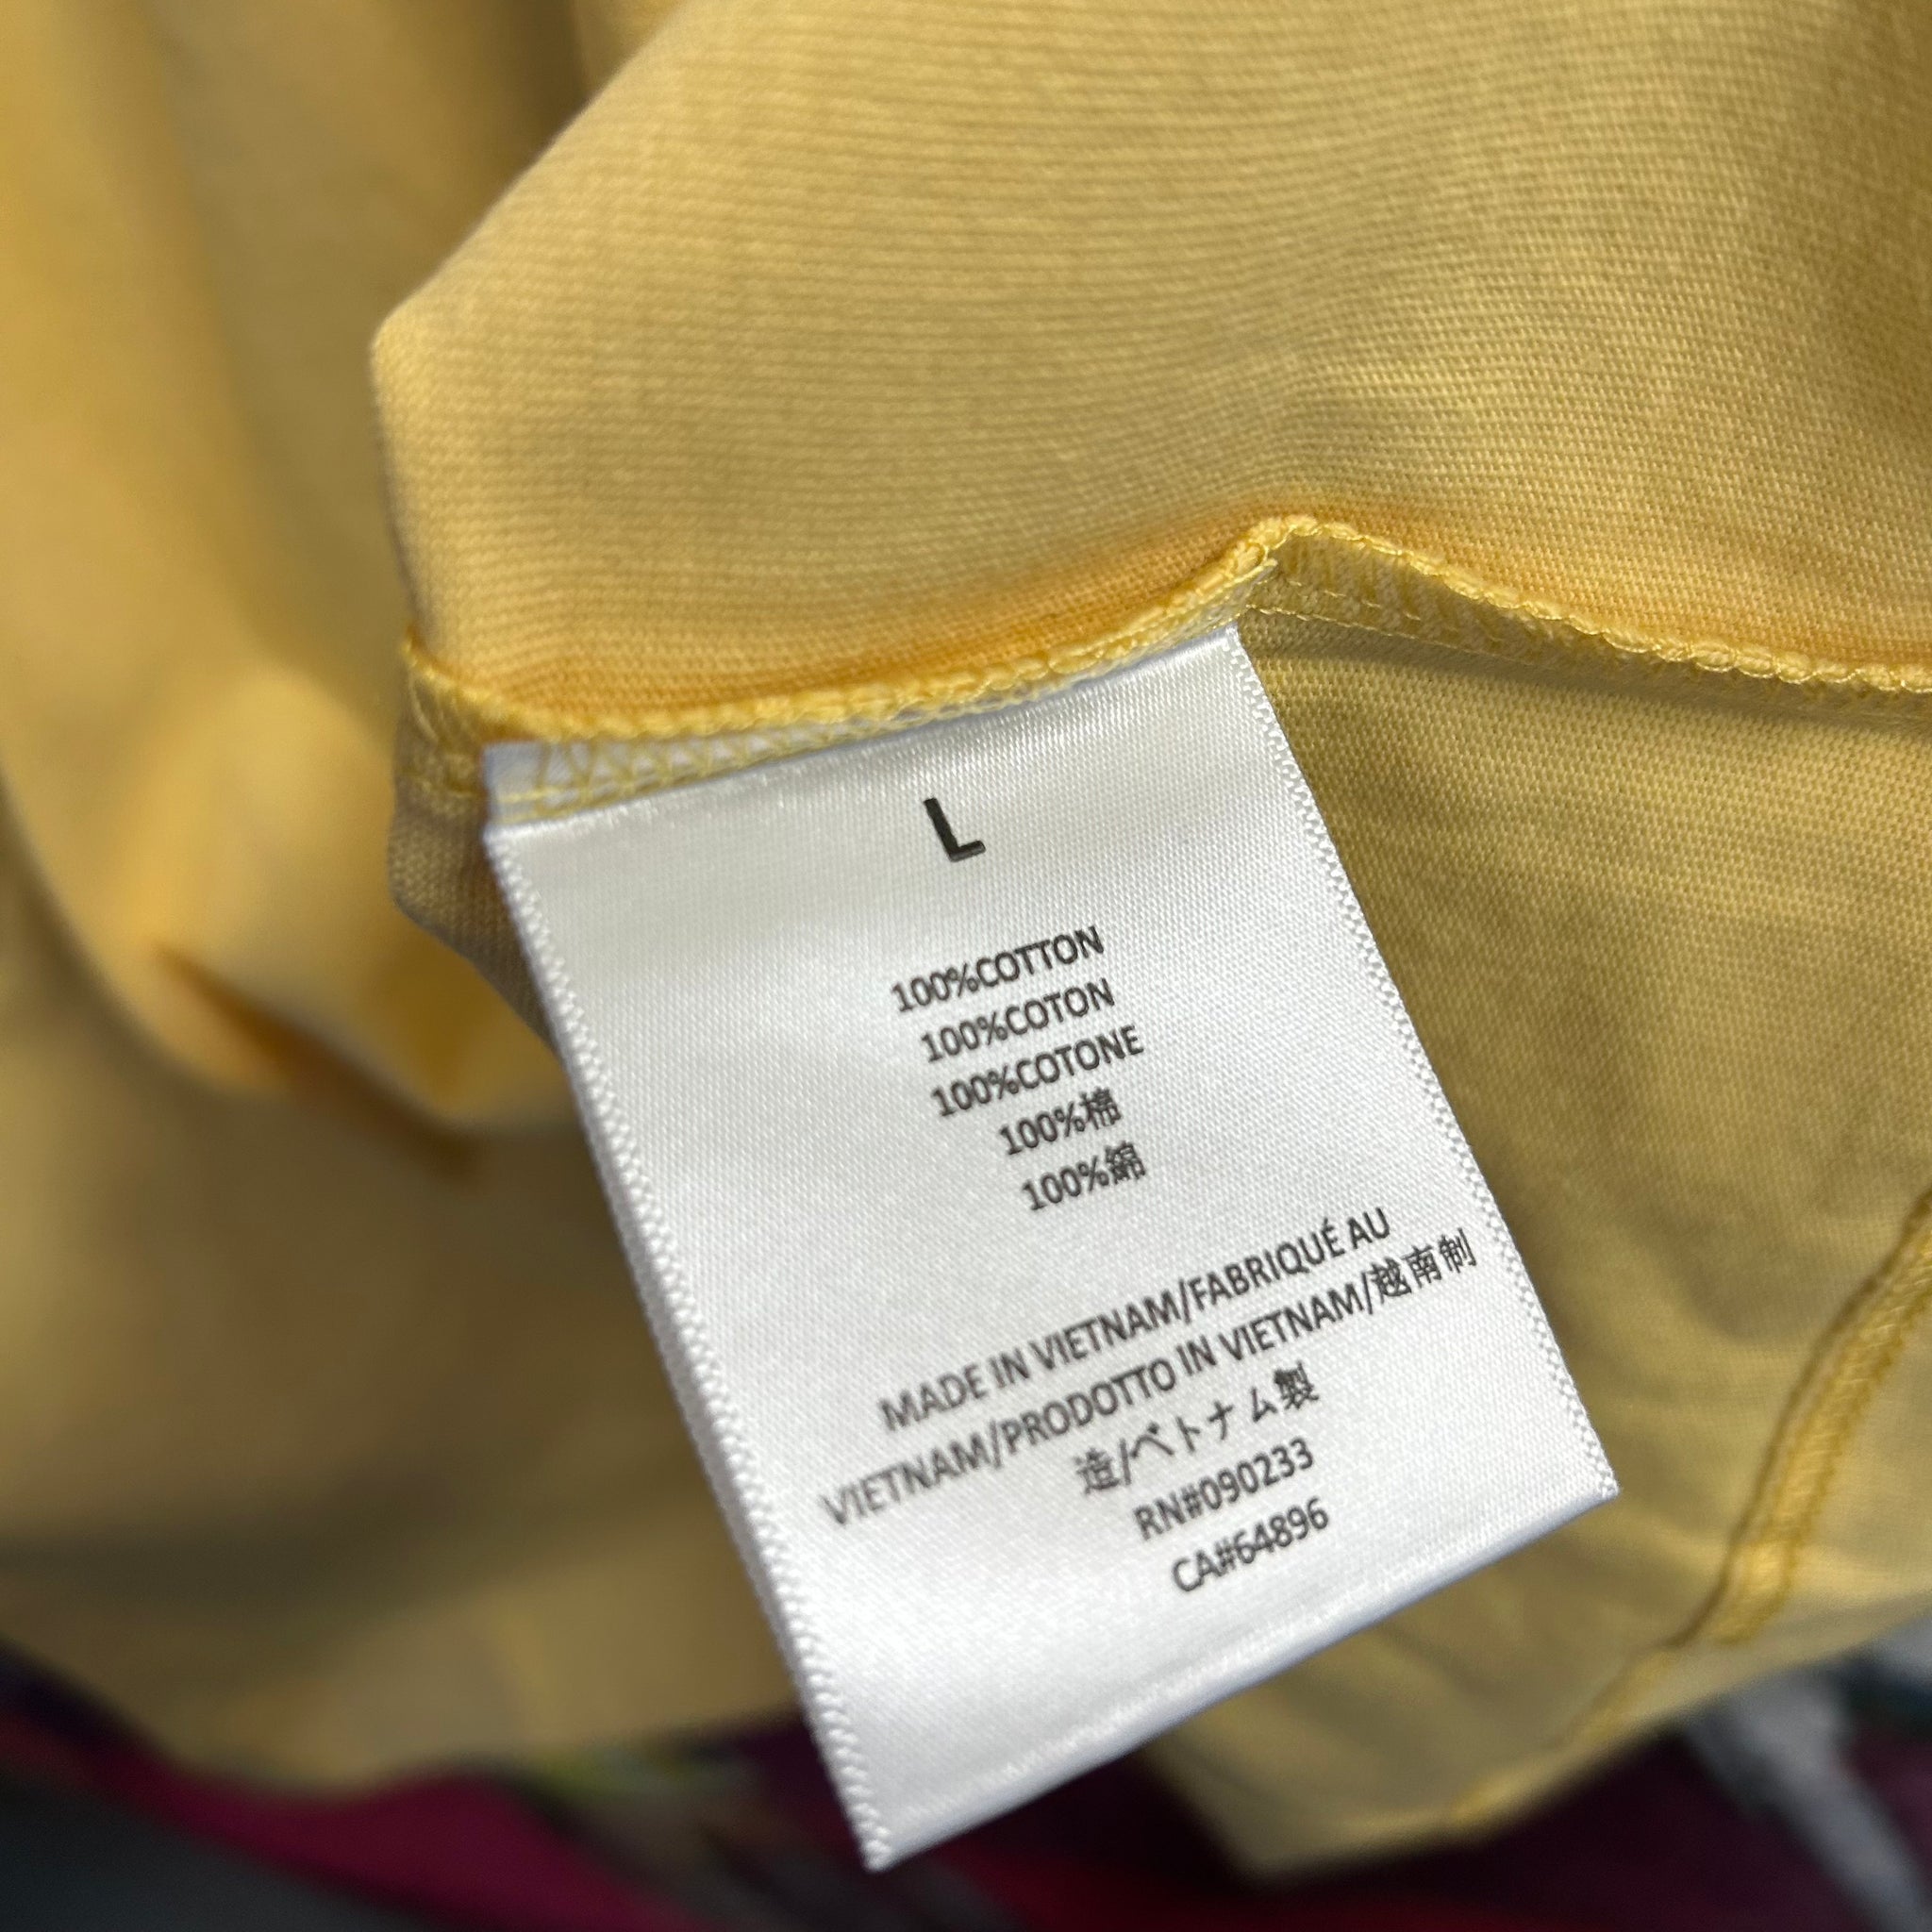 L
100%COTTON
100%COTON
100%COTONE
100%棉
100%綿
MADE IN VIETNAM/FABRIQUÉ AU
VIETNAM/PRODOTTO IN VIETNAM/越南制
造/ベトナム製
RN#090233
CA#64896